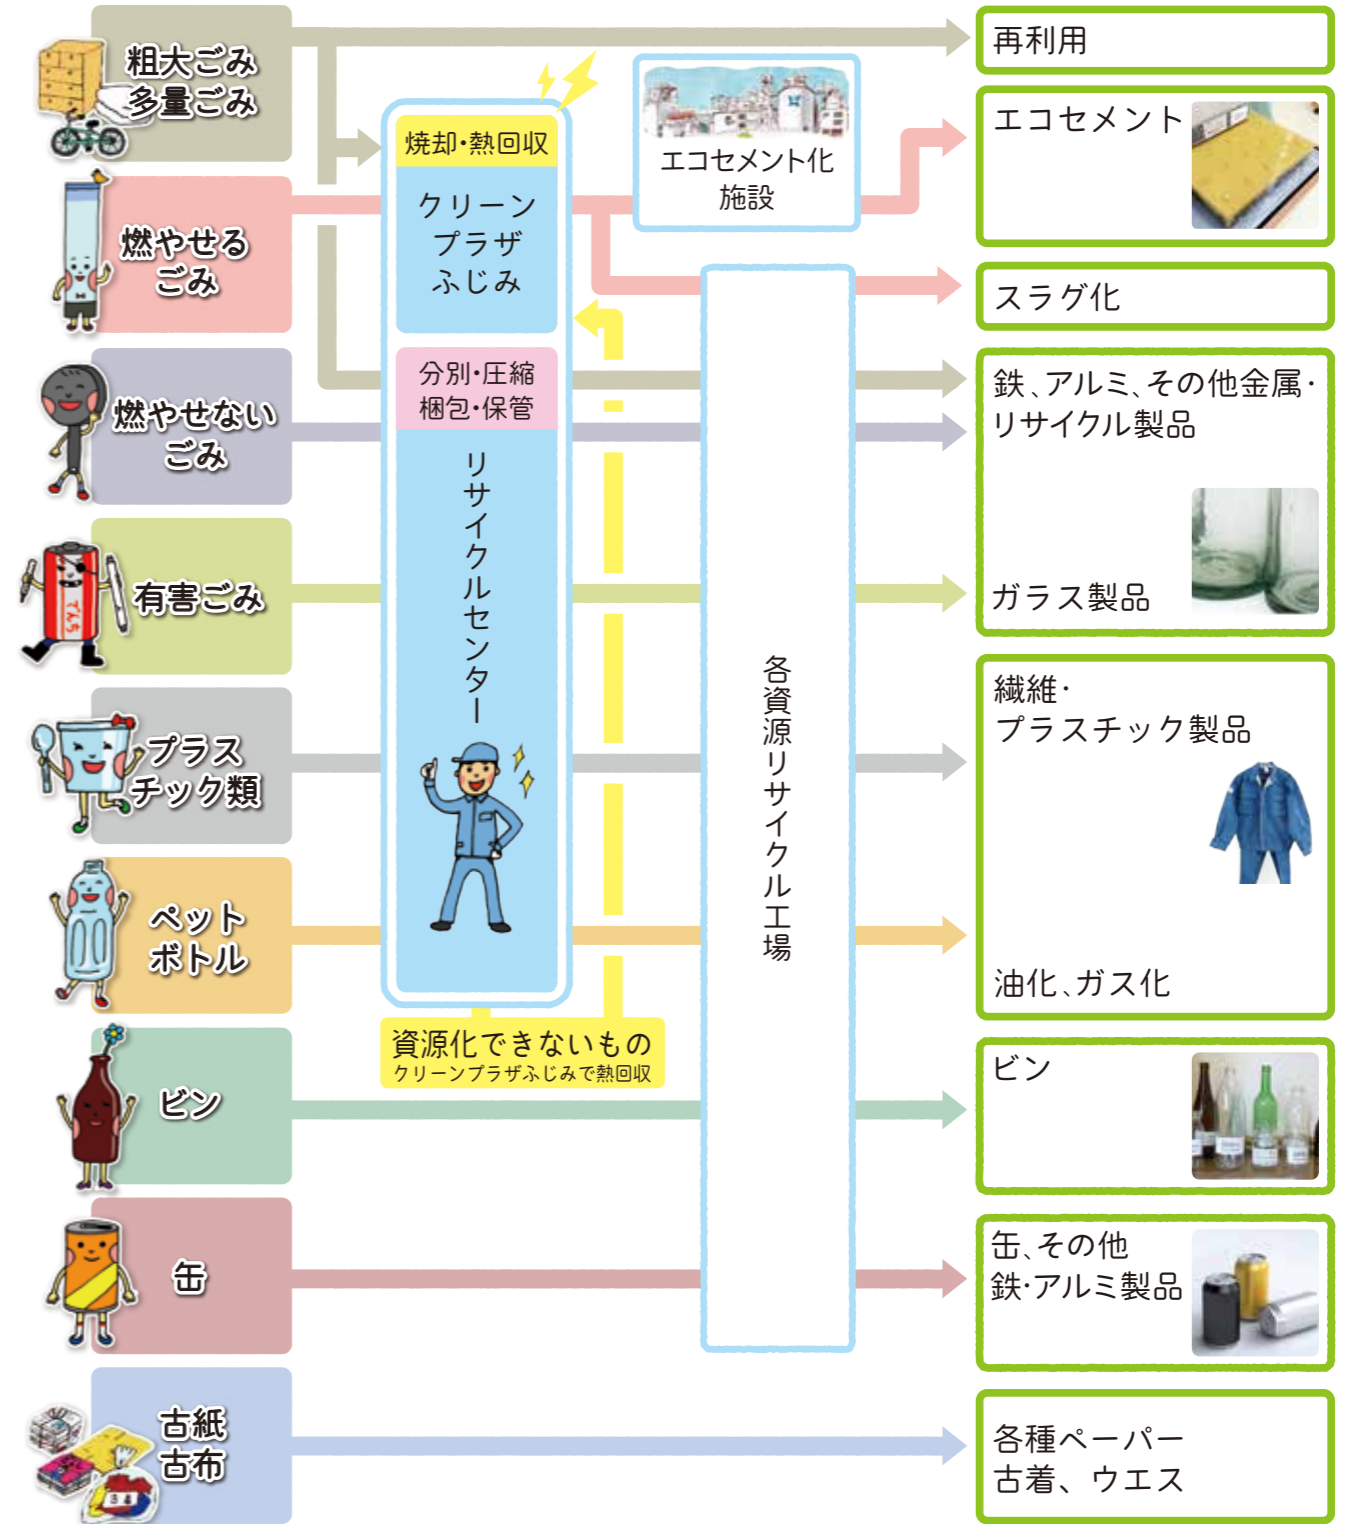 粗大ごみ
多量ごみ
燃やせる
ごみ
燃やせない
ごみ
有害ごみ
でんち
プラス
チック類
ペット
ボトル
ビン
缶
古紙
古布
焼却・熱回収
クリーン
プラザ
ふじみ
分別・圧縮
梱包・保管
リサイクルセンター
資源化できないもの
クリーンプラザふじみで熱回収
エコセメント化
施設
各資源リサイクル工場
再利用
エコセメント
スラグ化
鉄、アルミ、その他金属・
リサイクル製品
ガラス製品
繊維・
プラスチック製品
油化、ガス化
ビン
缶、その他
鉄・アルミ製品
各種ペーパー
古着、ウエス